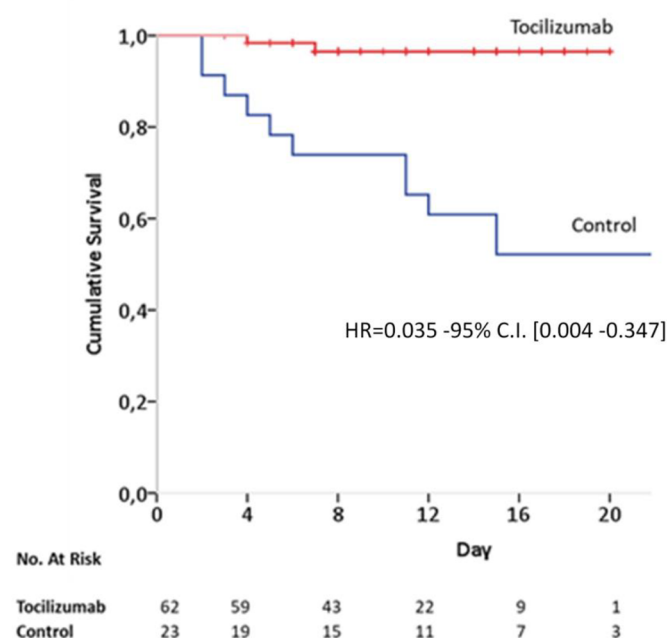 Tocilizumab
1,0
0,8
0,6
0,4
0,2
0,0
Cumulative Survival
Control
HR=0.035 -95% C.I. [0.004 -0.347]
0 4 8 12 16 20
Day
No. At Risk
Tocilizumab 62 59 43 22 9 1
Control 23 19 15 11 7 3